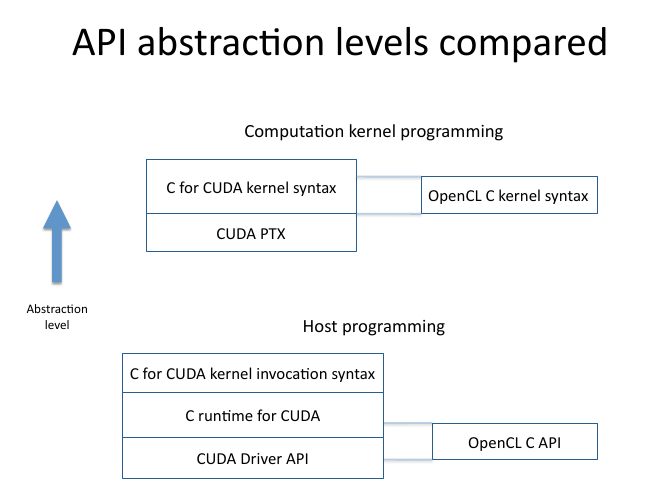 API abstraction levels compared
Computation kernel programming
C for CUDA kernel syntax
OpenCL C kernel syntax
CUDA PTX
Abstraction
level
Host programming
C for CUDA kernel invocation syntax
C runtime for CUDA
OpenCL C API
CUDA Driver API